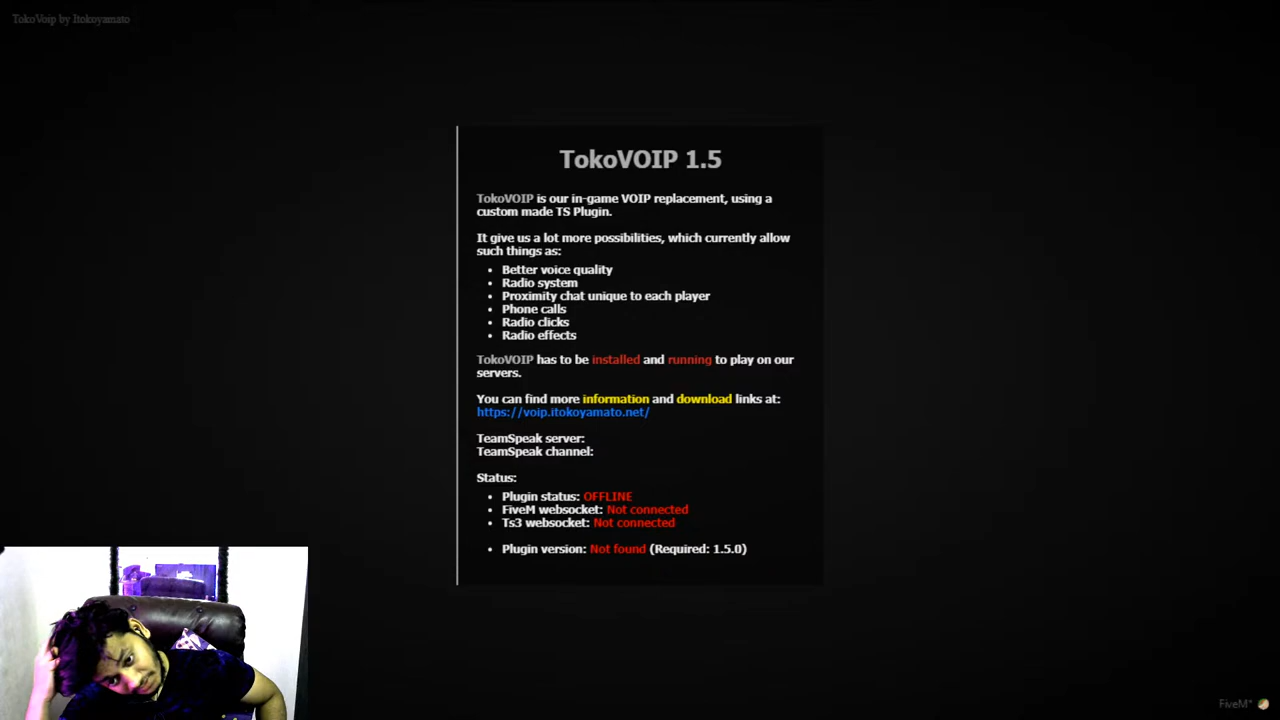 TokoVoip by Itokoyamato
TokoVOIP 1.5
TokoVOIP is our in-game VOIP replacement, using a
custom made TS Plugin.
It give us a lot more possibilities, which currently allow
such things as:
Better voice quality
Radio system
Proximity chat unique to each player
Phone calls
Radio clicks
Radio effects
TokoVOIP has to be installed and running to play on our
servers.
You can find more information and download links at:
https://voip.itokoyamato.net/
TeamSpeak server:
TeamSpeak channel:
Status:
Plugin status: OFFLINE
FiveM websocket: Not connected
Ts3 websocket: Not connected
Plugin version: Not found (Required: 1.5.0)
FiveM*